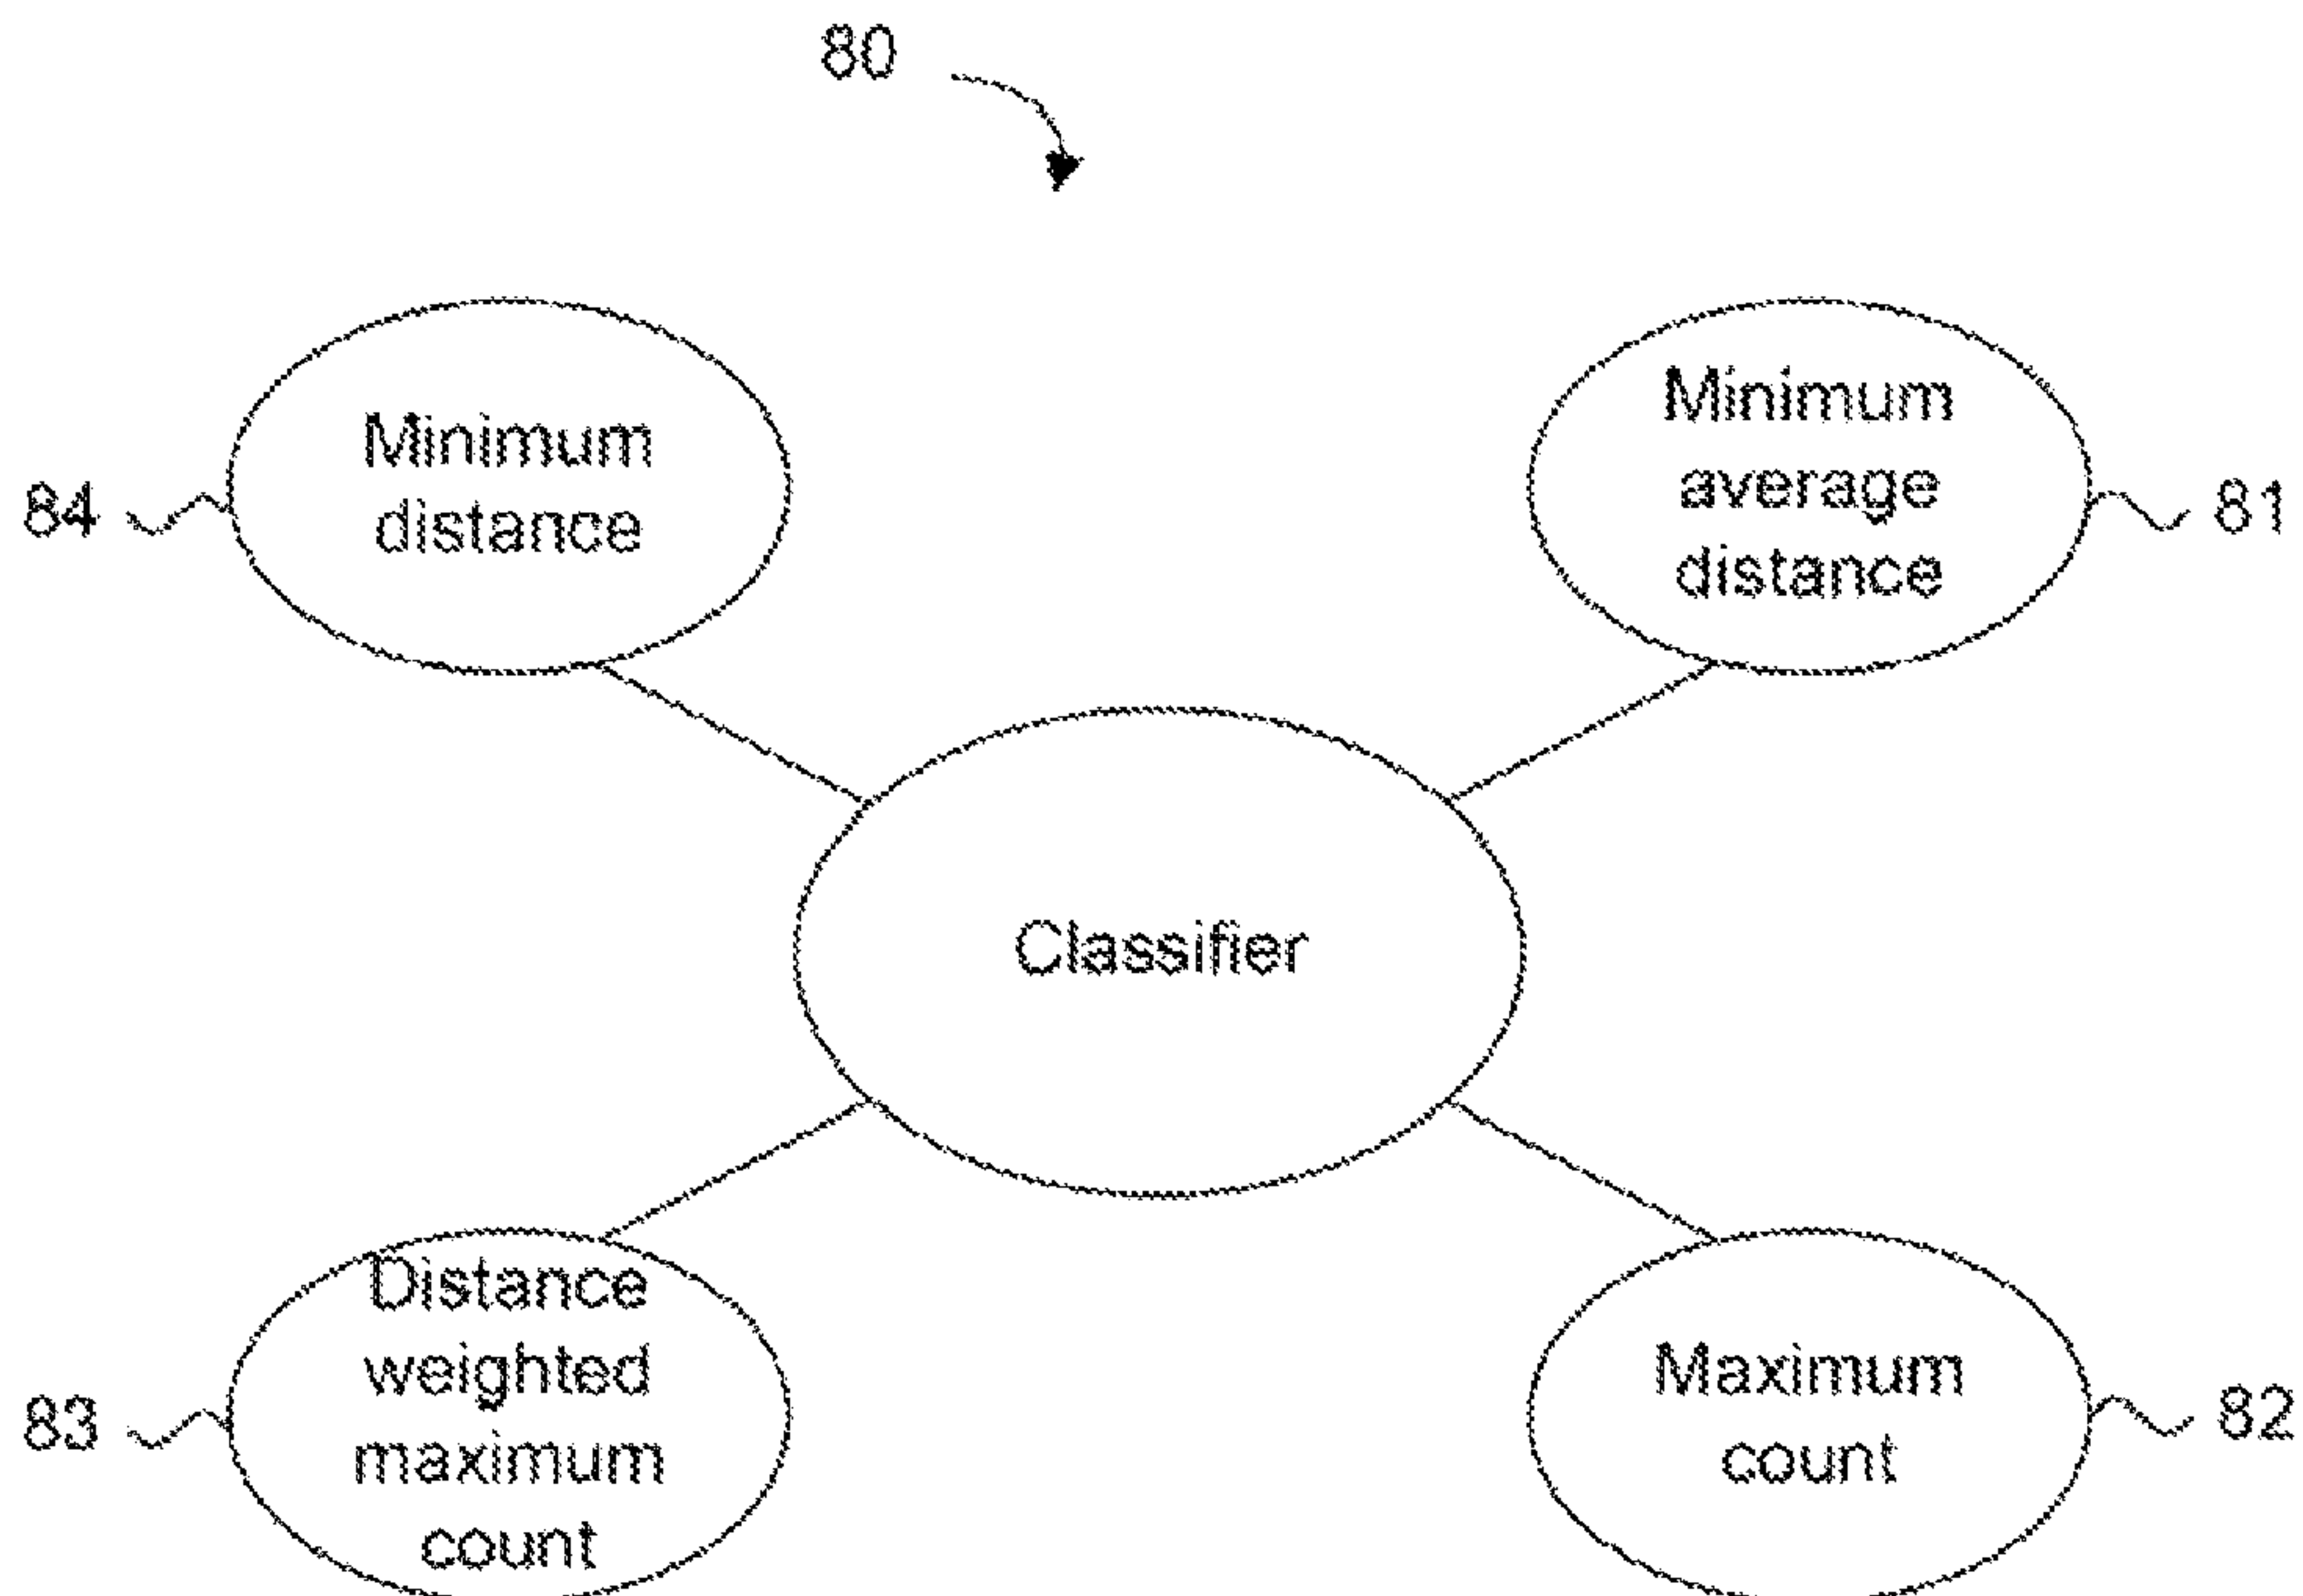 80
Minimum
distance
84
Minimum
average
distance
81
Classifier
Distance
weighted
maximum
count
83
Maximum
count
82